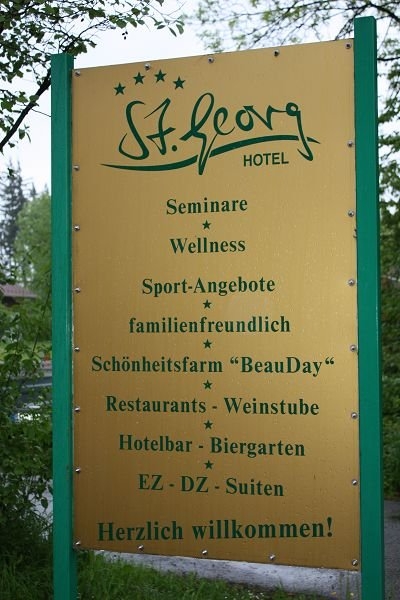 St. Georg
HOTEL
Seminare
Wellness
Sport-Angebote
familienfreundlich
Schönheitsfarm “BeauDay“
Restaurants - Weinstube
Hotelbar - Biergarten
EZ - DZ - Suiten
Herzlich willkommen!